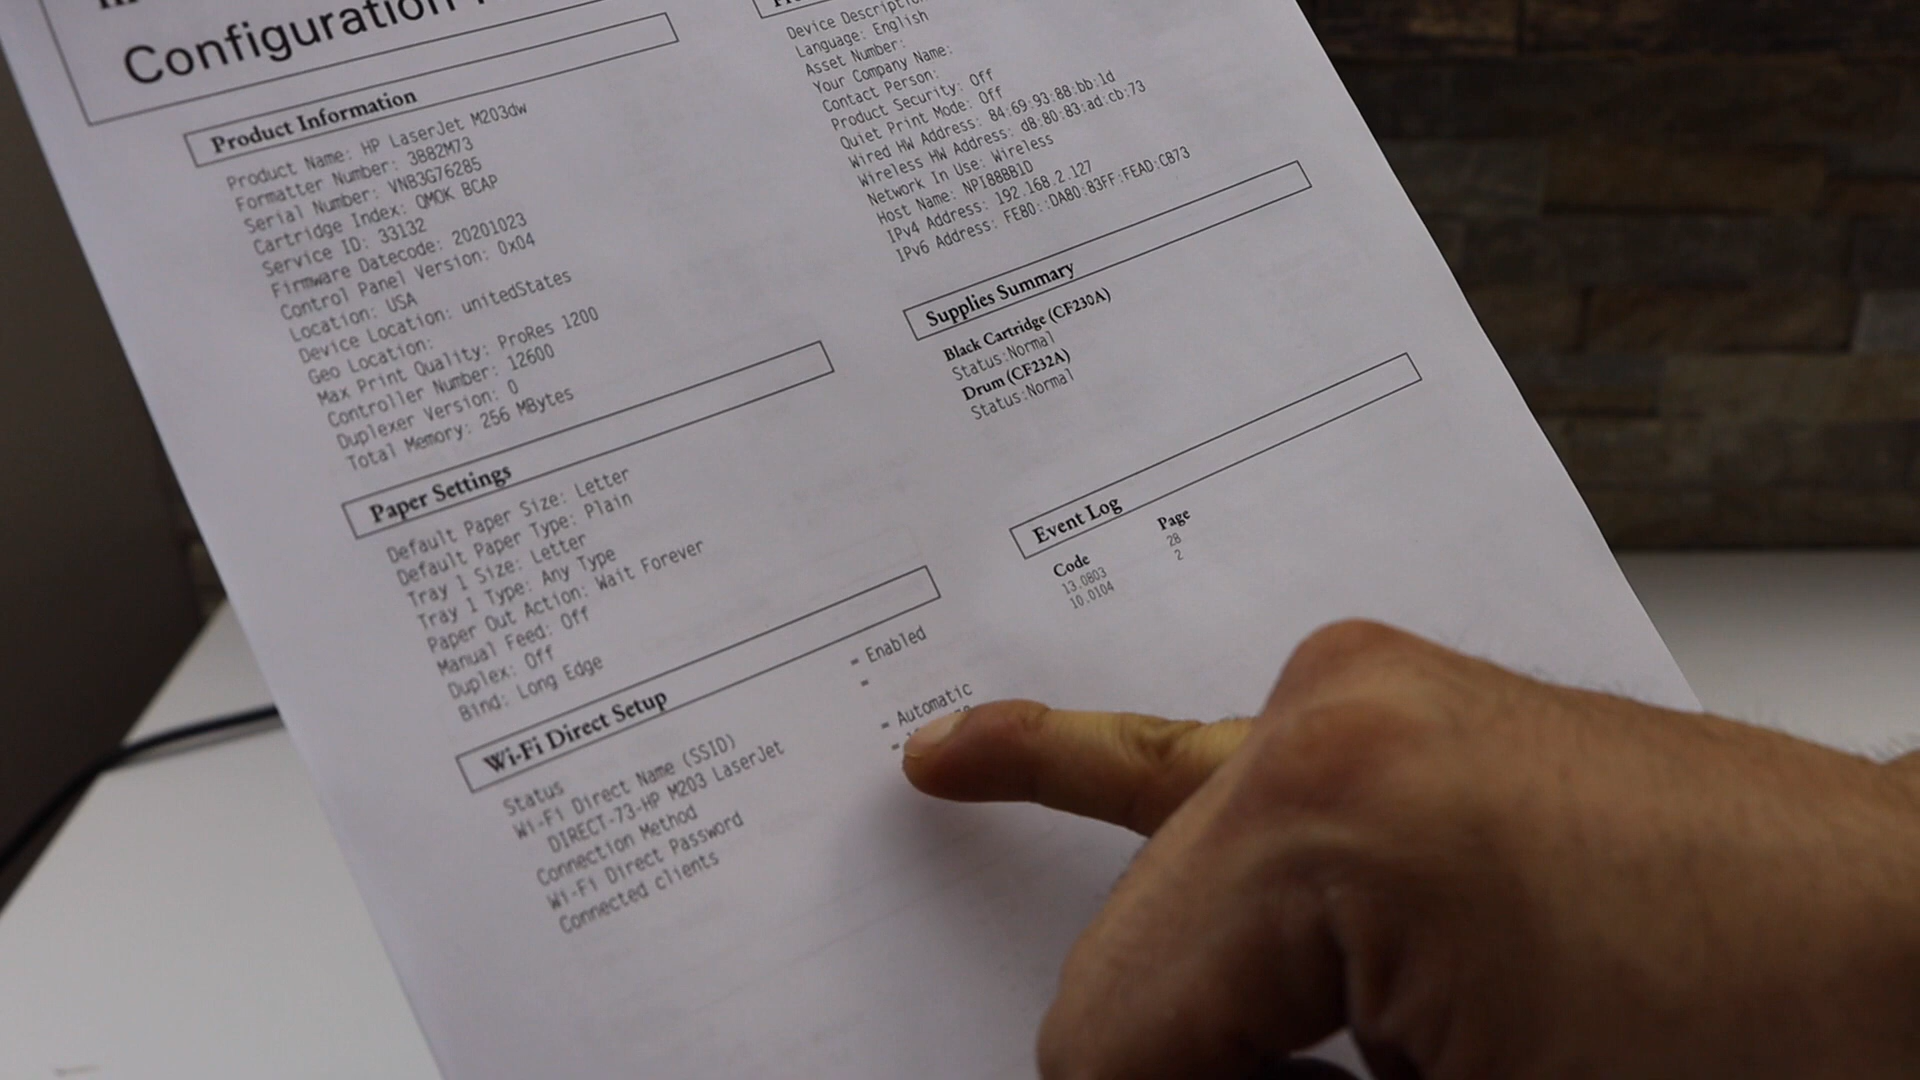 Configuration
Product Information
Product Name: HP LaserJet M203dw
Formatter Number: 3882M73
Serial Number: VNB3G76285
Cartridge Index: QMOK BCAP
Service ID: 33132
Firmware Datecode: 20201023
Control Panel Version: 0x04
Location: USA
Device Location: unitedStates
Geo Location:
Max Print Quality: ProRes 1200
Controller Number: 12600
Duplexer Version: 0
Total Memory: 256 MBytes
Paper Settings
Default Paper Size: Letter
Default Paper Type: Plain
Tray 1 Size: Letter
Tray 1 Type: Any Type
Paper Out Action: Wait Forever
Manual Feed: Off
Duplex: Off
Bind: Long Edge
Wi-Fi Direct Setup
Status = Enabled
Wi-Fi Direct Name (SSID) =
DIRECT-73-HP M203 LaserJet
Connection Method = Automatic
Wi-Fi Direct Password =
Connected clients
Device
Language: English
Asset Number:
Your Company Name:
Contact Person:
Product Security: Off
Quiet Print Mode: Off
Wired HW Address: 84:69:93:88:bb:1d
Wireless HW Address: d8:80:83:ad:cb:73
Network In Use: Wireless
Host Name: NPI88BB1D
IPv4 Address: 192.168.2.127
IPv6 Address: FE80::DA80:83FF:FEAD:CB73
Supplies Summary
Black Cartridge (CF230A)
Status:Normal
Drum (CF232A)
Status:Normal
Event Log
Code Page
13.0803 28
10.0104 2